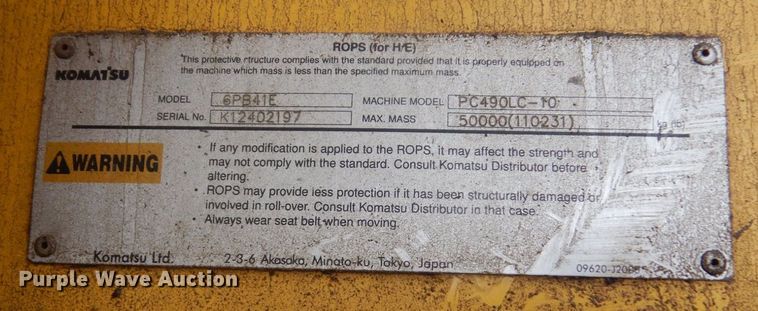 ROPS (for H/E)
This protective structure complies with the standard provided that it is properly equipped on
the machine which mass is less than the specified maximum mass.
KOMATSU
MODEL 6PB41E MACHINE MODEL PC490LC-10
SERIAL No. K12402197 MAX. MASS 50000(110231)
WARNING
• If any modification is applied to the ROPS, it may affect the strength and
may not comply with the standard. Consult Komatsu Distributor before
altering.
• ROPS may provide less protection if it has been structurally damaged or
involved in roll-over. Consult Komatsu Distributor in that case.
• Always wear seat belt when moving.
Komatsu Ltd. 2-3-6 Akasaka, Minato-ku, Tokyo, Japan
Purple Wave Auction